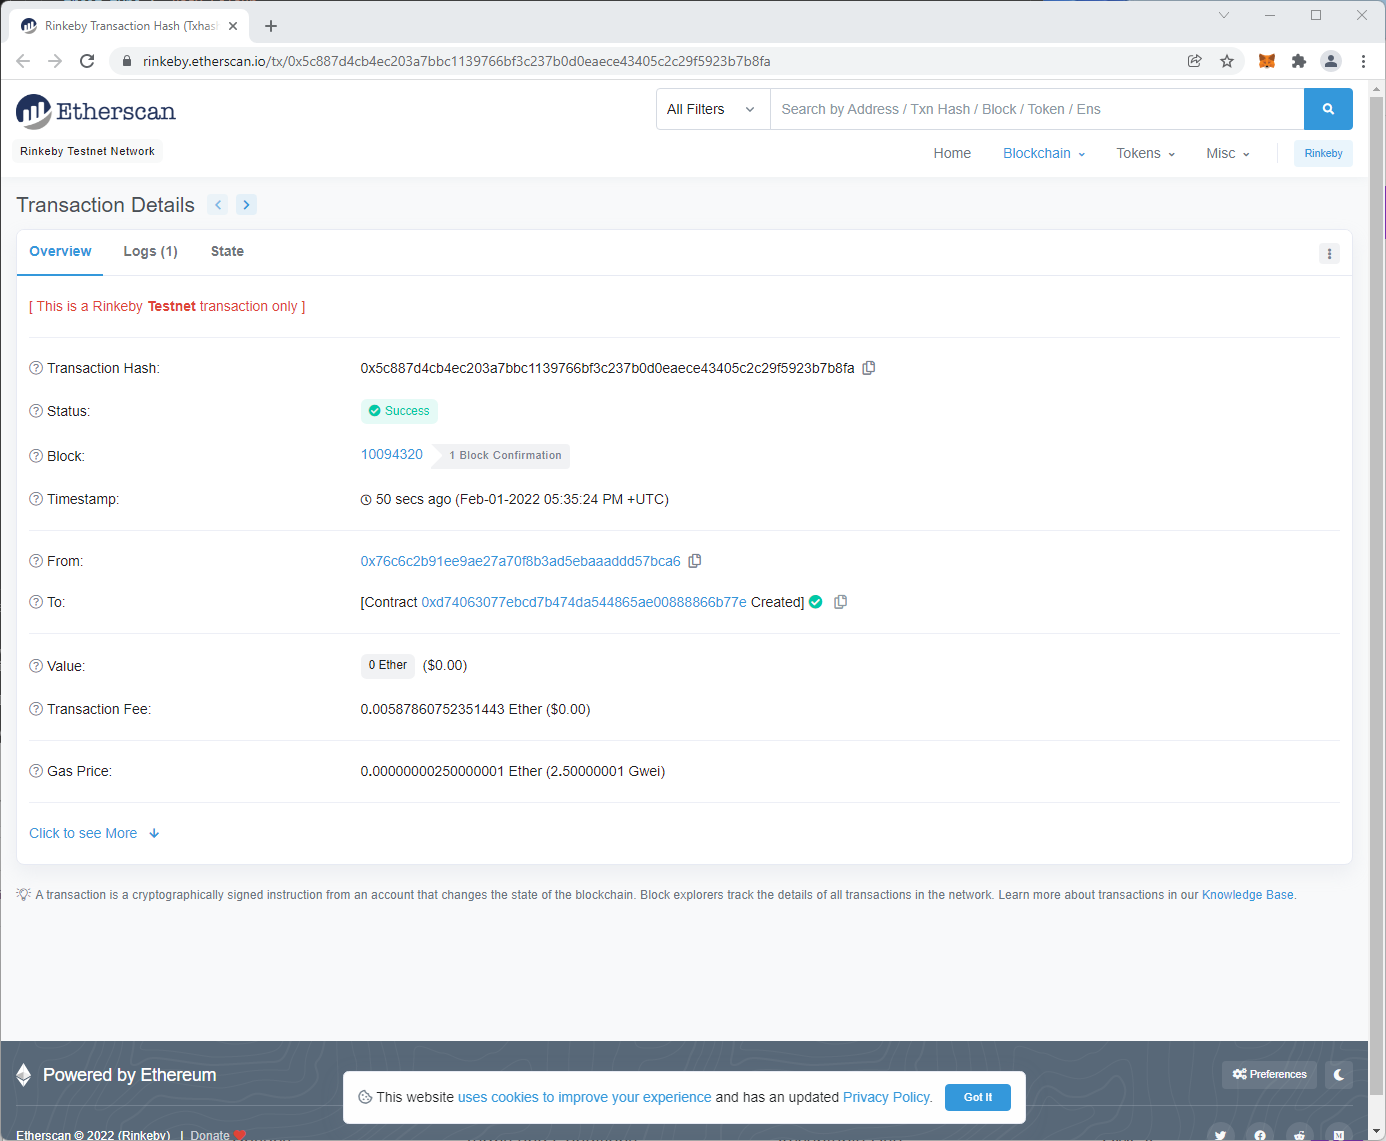 Rinkeby Transaction Hash (Txhas
rinkeby.etherscan.io/tx/0x5c887d4cb4ec203a7bbc1139766bf3c237b0d0eaece43405c2c29f5923b7b8fa
Etherscan
All Filters
Search by Address / Txn Hash / Block / Token / Ens
Rinkeby Testnet Network
Home Blockchain Tokens Misc Rinkeby
Transaction Details
Overview Logs (1) State
[ This is a Rinkeby Testnet transaction only ]
Transaction Hash: 0x5c887d4cb4ec203a7bbc1139766bf3c237b0d0eaece43405c2c29f5923b7b8fa
Status: Success
Block: 10094320 1 Block Confirmation
Timestamp: 50 secs ago (Feb-01-2022 05:35:24 PM +UTC)
From: 0x76c6c2b91ee9ae27a70f8b3ad5ebaaaddd57bca6
To: [Contract 0xd74063077ebcd7b474da544865ae00888866b77e Created]
Value: 0 Ether ($0.00)
Transaction Fee: 0.00587860752351443 Ether ($0.00)
Gas Price: 0.00000000250000001 Ether (2.50000001 Gwei)
Click to see More
A transaction is a cryptographically signed instruction from an account that changes the state of the blockchain. Block explorers track the details of all transactions in the network. Learn more about transactions in our Knowledge Base.
Powered by Ethereum
Preferences
This website uses cookies to improve your experience and has an updated Privacy Policy. Got It
Etherscan © 2022 (Rinkeby) | Donate